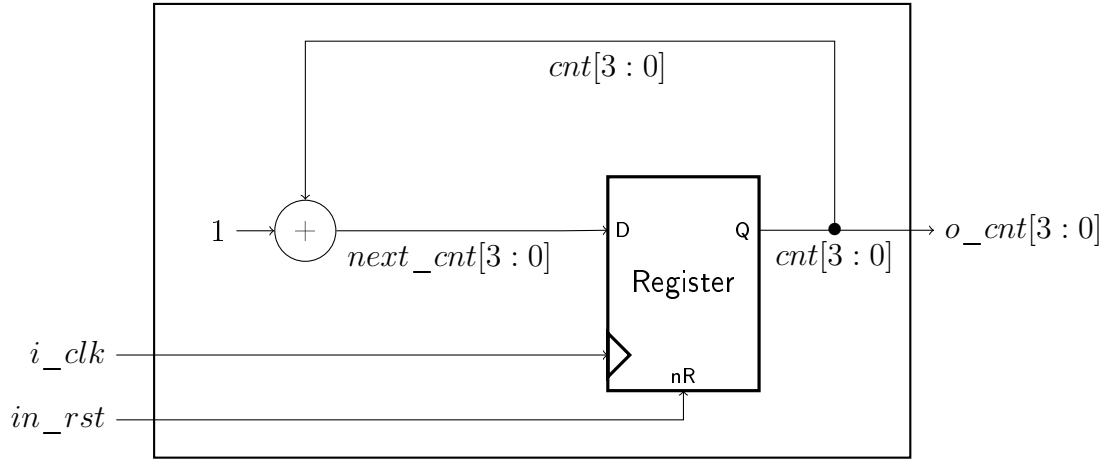 cnt[3 : 0]
1
+
next_cnt[3 : 0]
D
Q
Register
cnt[3 : 0]
o_cnt[3 : 0]
i_clk
nR
in_rst